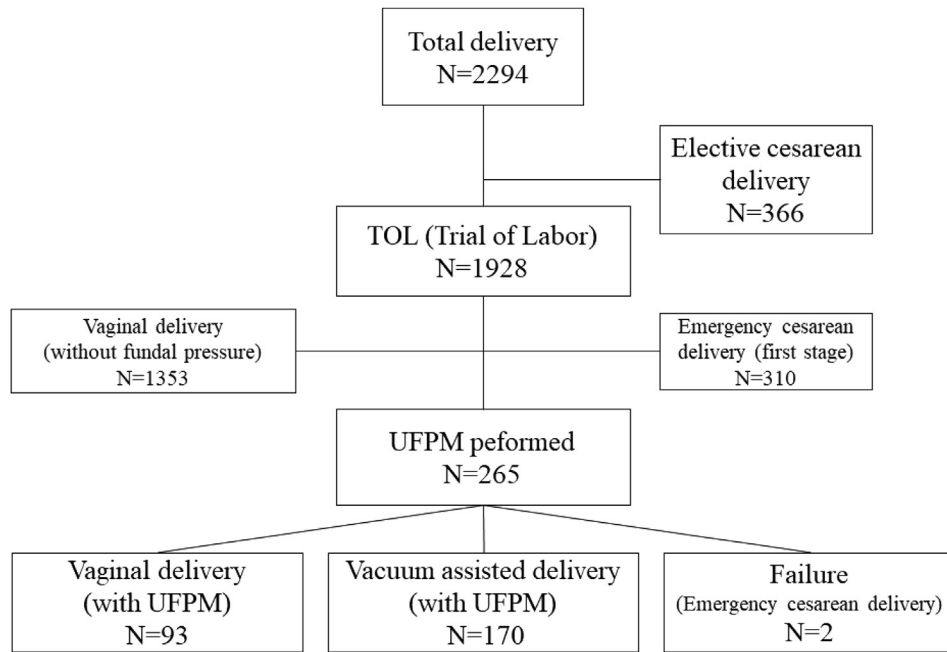 Total delivery
N=2294
Elective cesarean
delivery
N=366
TOL (Trial of Labor)
N=1928
Vaginal delivery
(without fundal pressure)
N=1353
Emergency cesarean
delivery (first stage)
N=310
UFPM peformed
N=265
Vaginal delivery
(with UFPM)
N=93
Vacuum assisted delivery
(with UFPM)
N=170
Failure
(Emergency cesarean delivery)
N=2